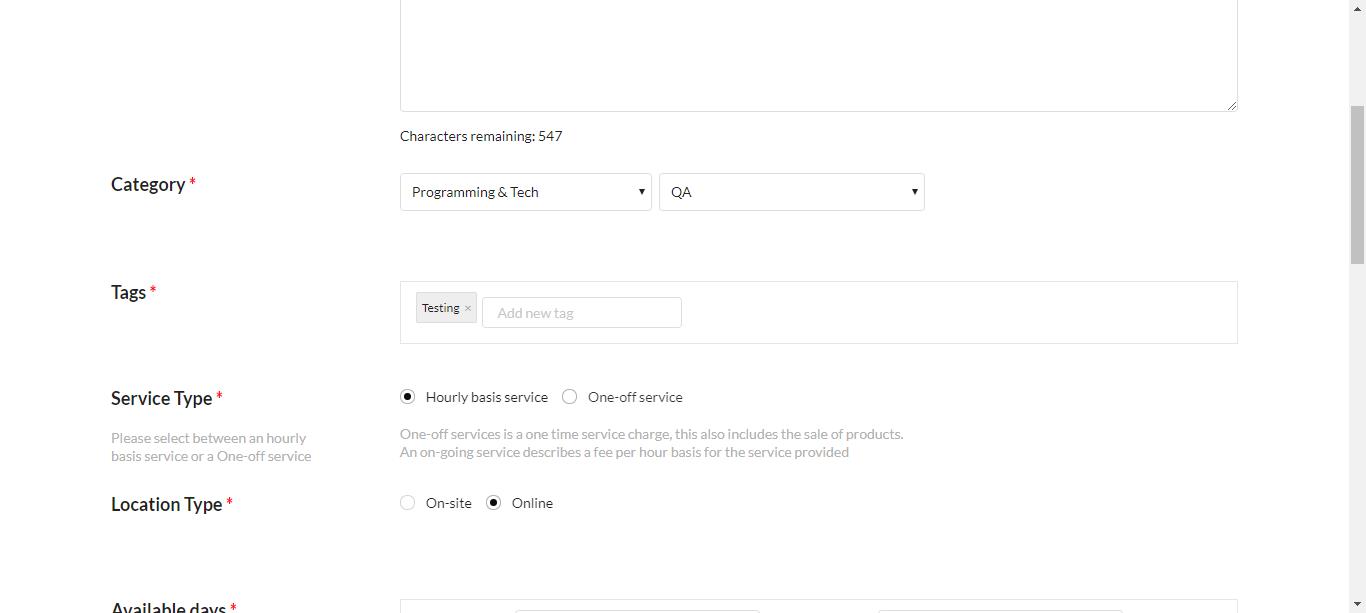 Characters remaining: 547
Category *
Programming & Tech
QA
Tags *
Testing ×
Add new tag
Service Type *
Hourly basis service
One-off service
Please select between an hourly
basis service or a One-off service
One-off services is a one time service charge, this also includes the sale of products.
An on-going service describes a fee per hour basis for the service provided
Location Type *
On-site
Online
Available days *